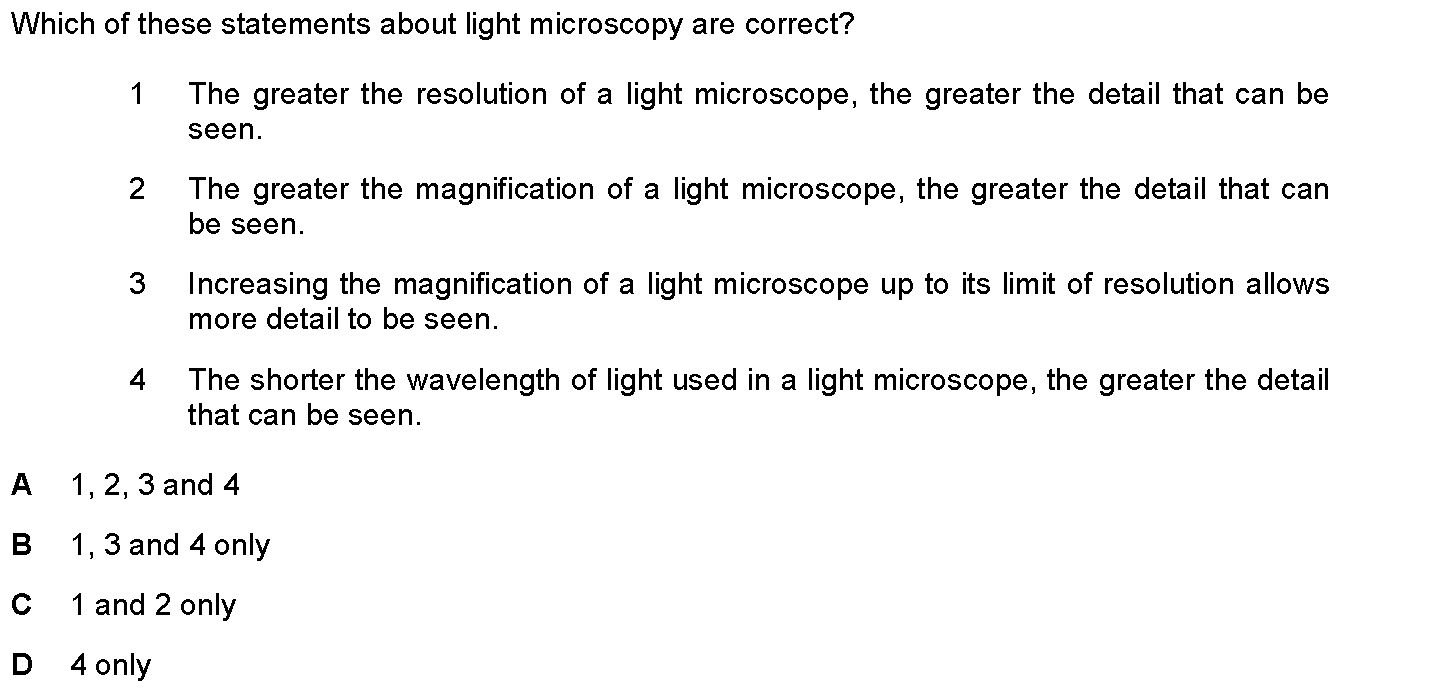 Which of these statements about light microscopy are correct?
1 The greater the resolution of a light microscope, the greater the detail that can be
seen.
2 The greater the magnification of a light microscope, the greater the detail that can
be seen.
3 Increasing the magnification of a light microscope up to its limit of resolution allows
more detail to be seen.
4 The shorter the wavelength of light used in a light microscope, the greater the detail
that can be seen.
A 1, 2, 3 and 4
B 1, 3 and 4 only
C 1 and 2 only
D 4 only